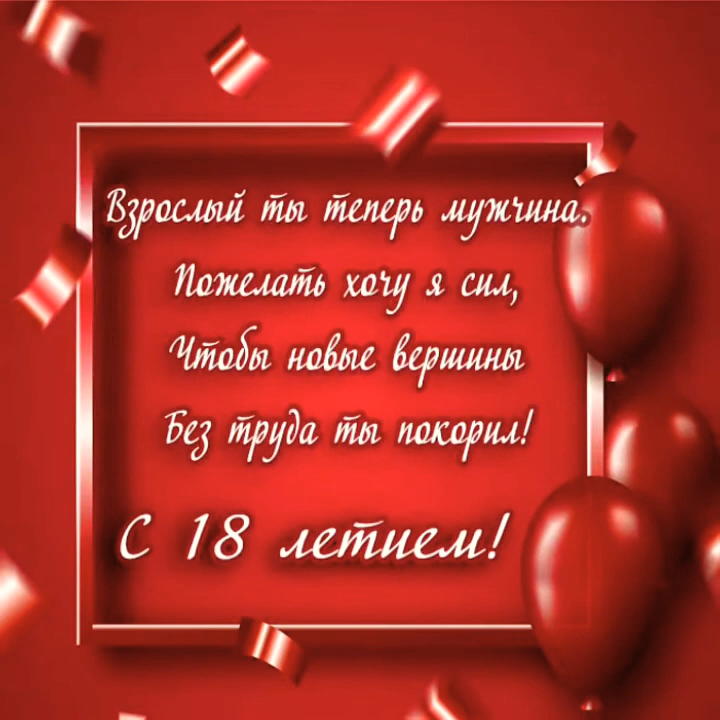 Взрослый ты теперь мужчина.
Пожелать хочу я сил,
Чтобы новые вершины
Без труда ты покорил!
С 18 летием!